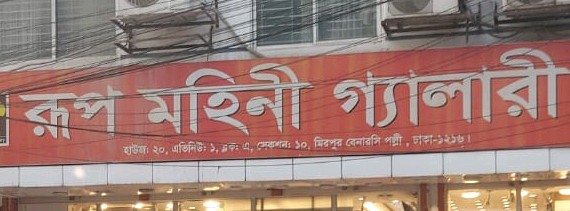 রূপ মহিনী গ্যালারী
হাউজ: ২০, এভিনিউ: ১, ব্লক: এ, সেকশন: ১০, মিরপুর বেনারসি পল্লী , ঢাকা-১২১৬।